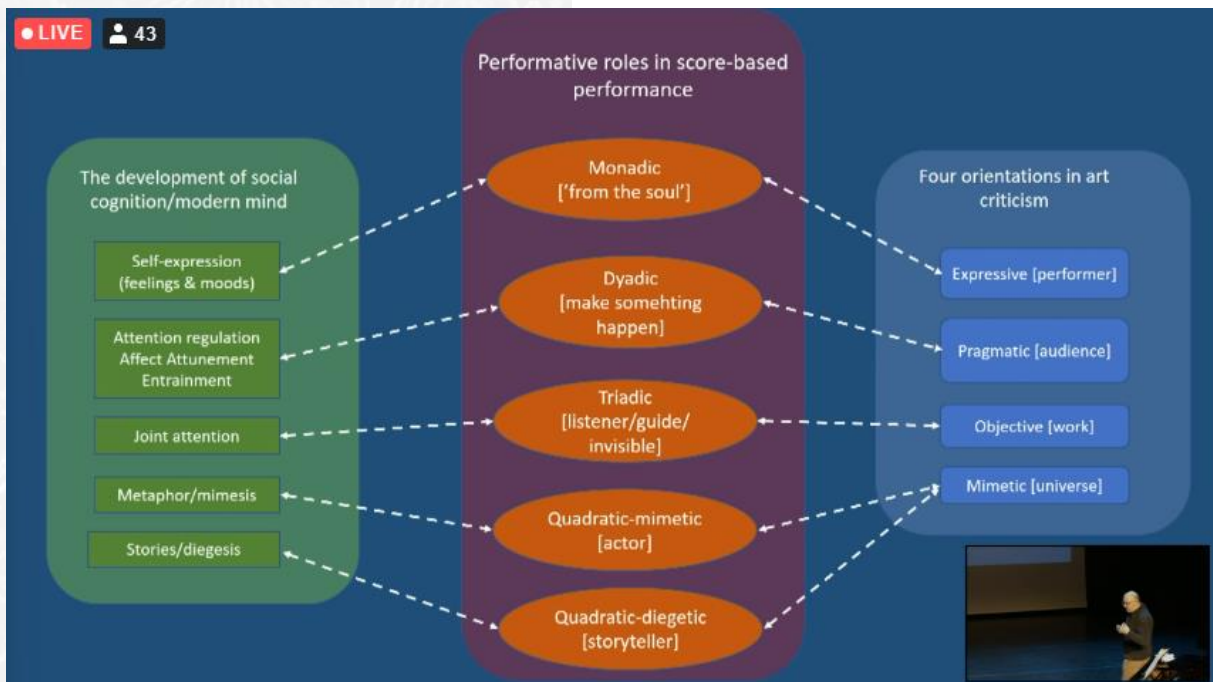 LIVE
43
Performative roles in score-based
performance
The development of social
cognition/modern mind
Self-expression
(feelings & moods)
Attention regulation
Affect Attunement
Entrainment
Joint attention
Metaphor/mimesis
Stories/diegesis
Monadic
['from the soul']
Dyadic
[make somehting
happen]
Triadic
[listener/guide/
invisible]
Quadratic-mimetic
[actor]
Quadratic-diegetic
[storyteller]
Four orientations in art
criticism
Expressive [performer]
Pragmatic [audience]
Objective [work]
Mimetic [universe]